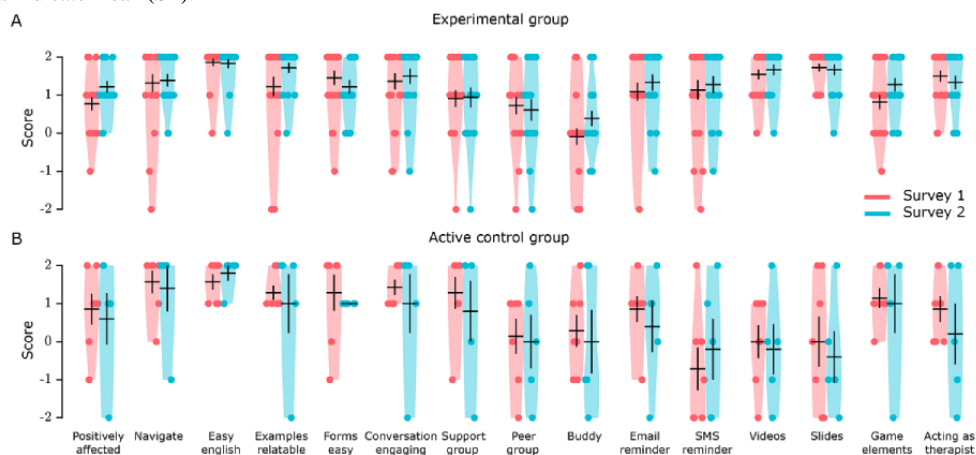 A
Experimental group
2
1
0
-1
-2
Score
Survey 1
Survey 2
B
Active control group
2
1
0
-1
-2
Score
Positively
affected
Navigate
Easy
english
Examples
relatable
Forms
easy
Conversation
engaging
Support
group
Peer
group
Buddy
Email
reminder
SMS
reminder
Videos
Slides
Game
elements
Acting as
therapist